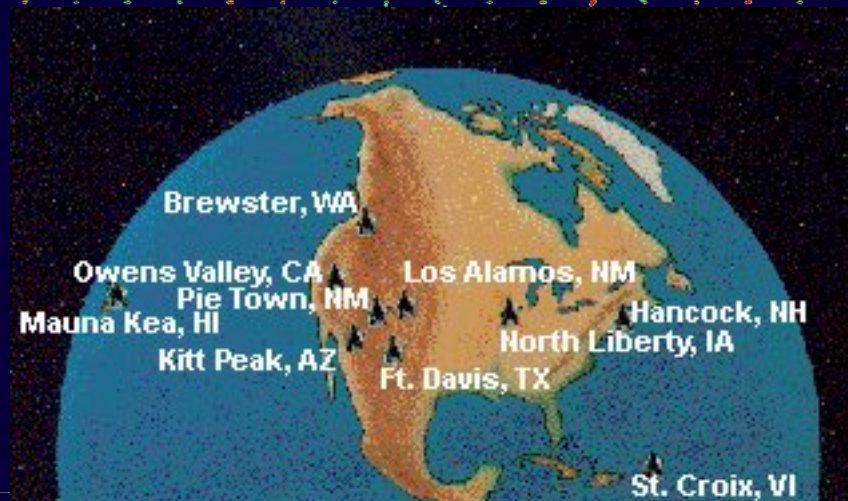 Brewster, WA
Owens Valley, CA
Los Alamos, NM
Pie Town, NM
Mauna Kea, HI
Hancock, NH
North Liberty, IA
Kitt Peak, AZ
Ft. Davis, TX
St. Croix, VI